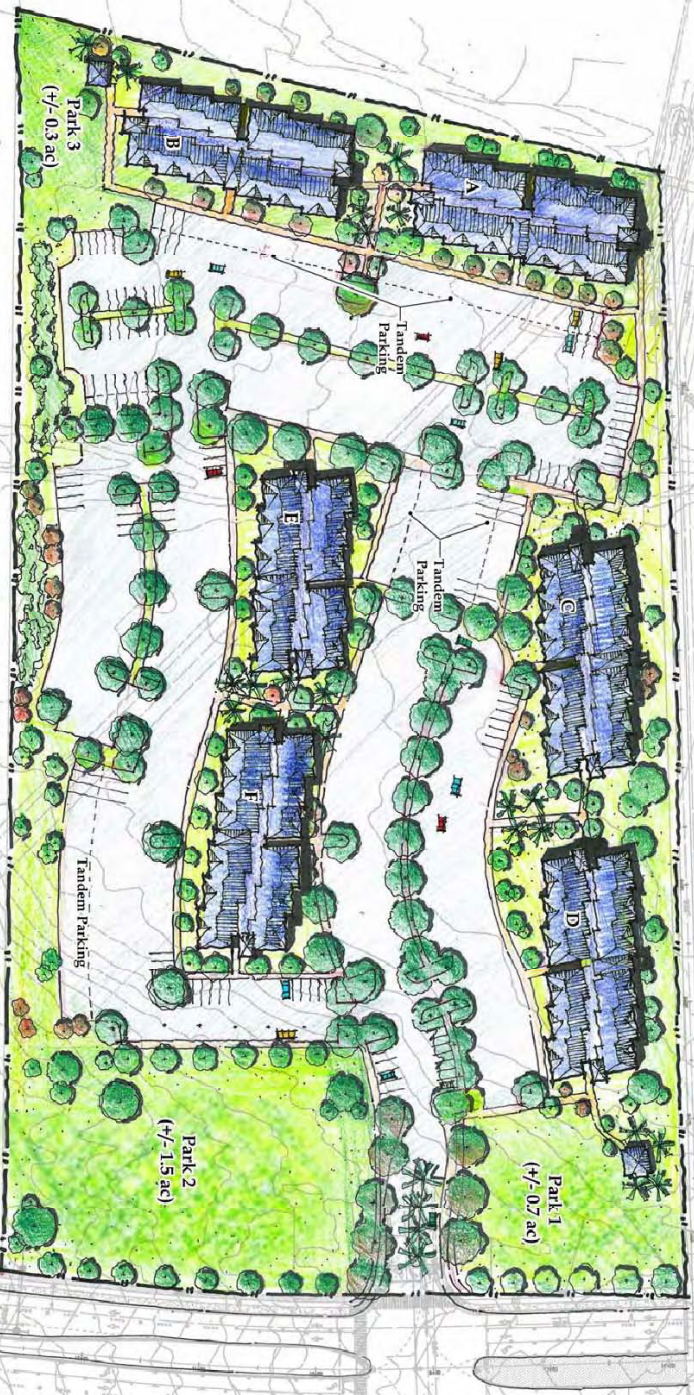 Park 3
(+/- 0.3 ac)
B
A
Tandem
Parking
E
Tandem
Parking
C
F
D
Tandem Parking
Park 2
(+/- 1.5 ac)
Park 1
(+/- 0.7 ac)